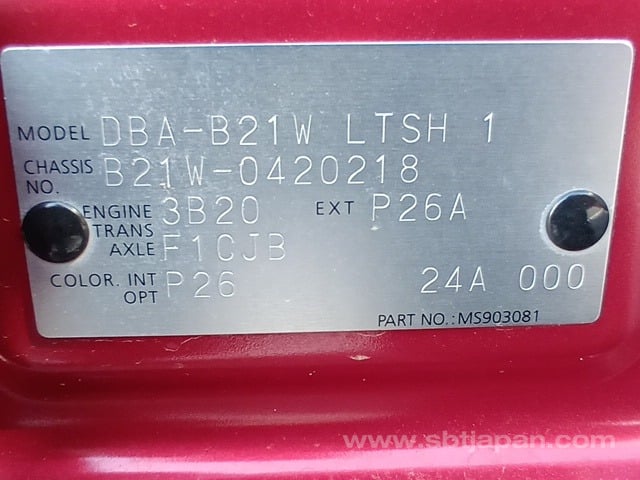 MODEL DBA-B21W LTSH 1
CHASSIS NO. B21W-0420218
ENGINE 3B20 EXT P26A
TRANS AXLE F1CJB
COLOR. INT OPT P26 24A 000
PART NO.:MS903081
www.sbtjapan.com